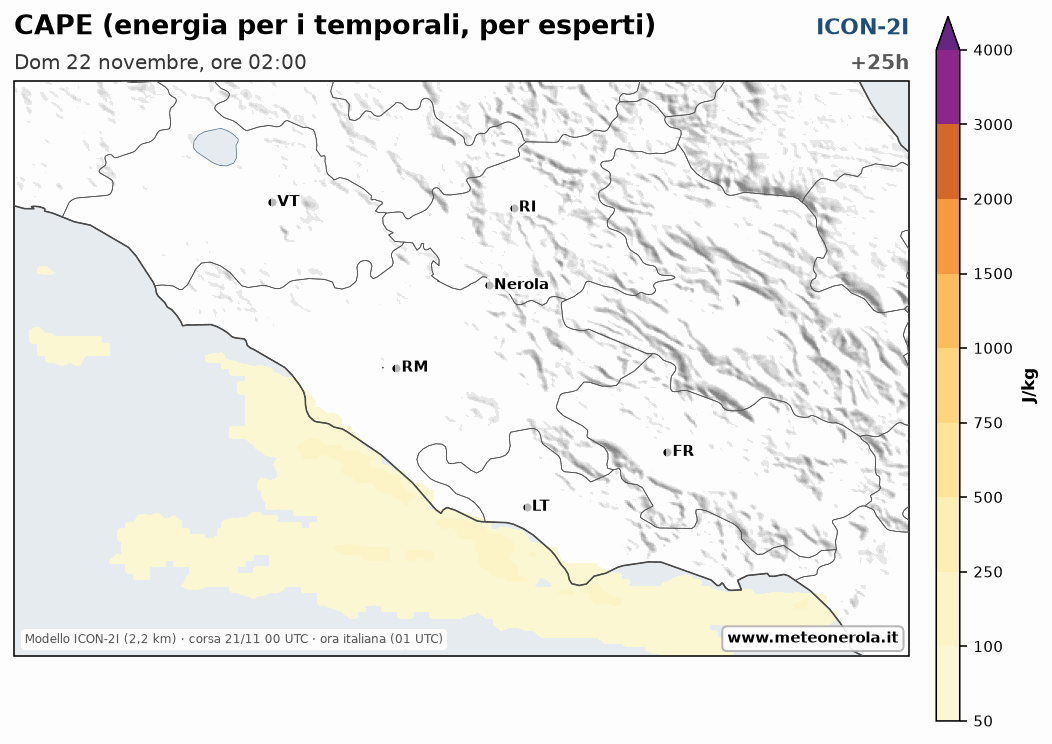 CAPE (energia per i temporali, per esperti)
ICON-2I
Dom 22 novembre, ore 02:00
+25h
VT
RI
Nerola
RM
FR
LT
Modello ICON-2I (2,2 km) · corsa 21/11 00 UTC · ora italiana (01 UTC)
www.meteonerola.it
4000
3000
2000
1500
1000
750
500
250
100
50
J/kg